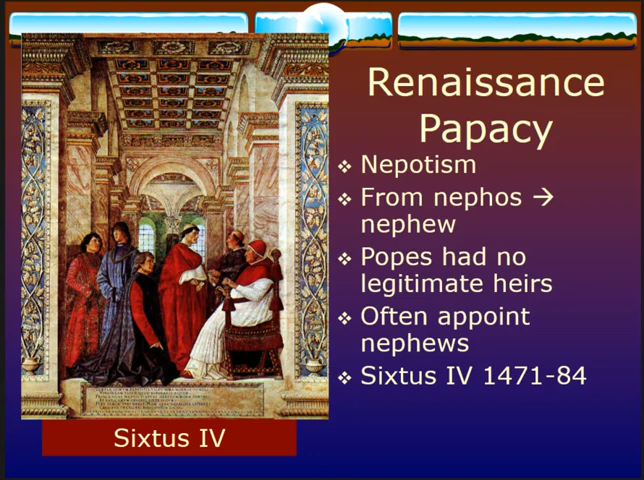 Renaissance
Papacy
❖ Nepotism
❖ From nephos →
nephew
❖ Popes had no
legitimate heirs
❖ Often appoint
nephews
❖ Sixtus IV 1471-84
Sixtus IV